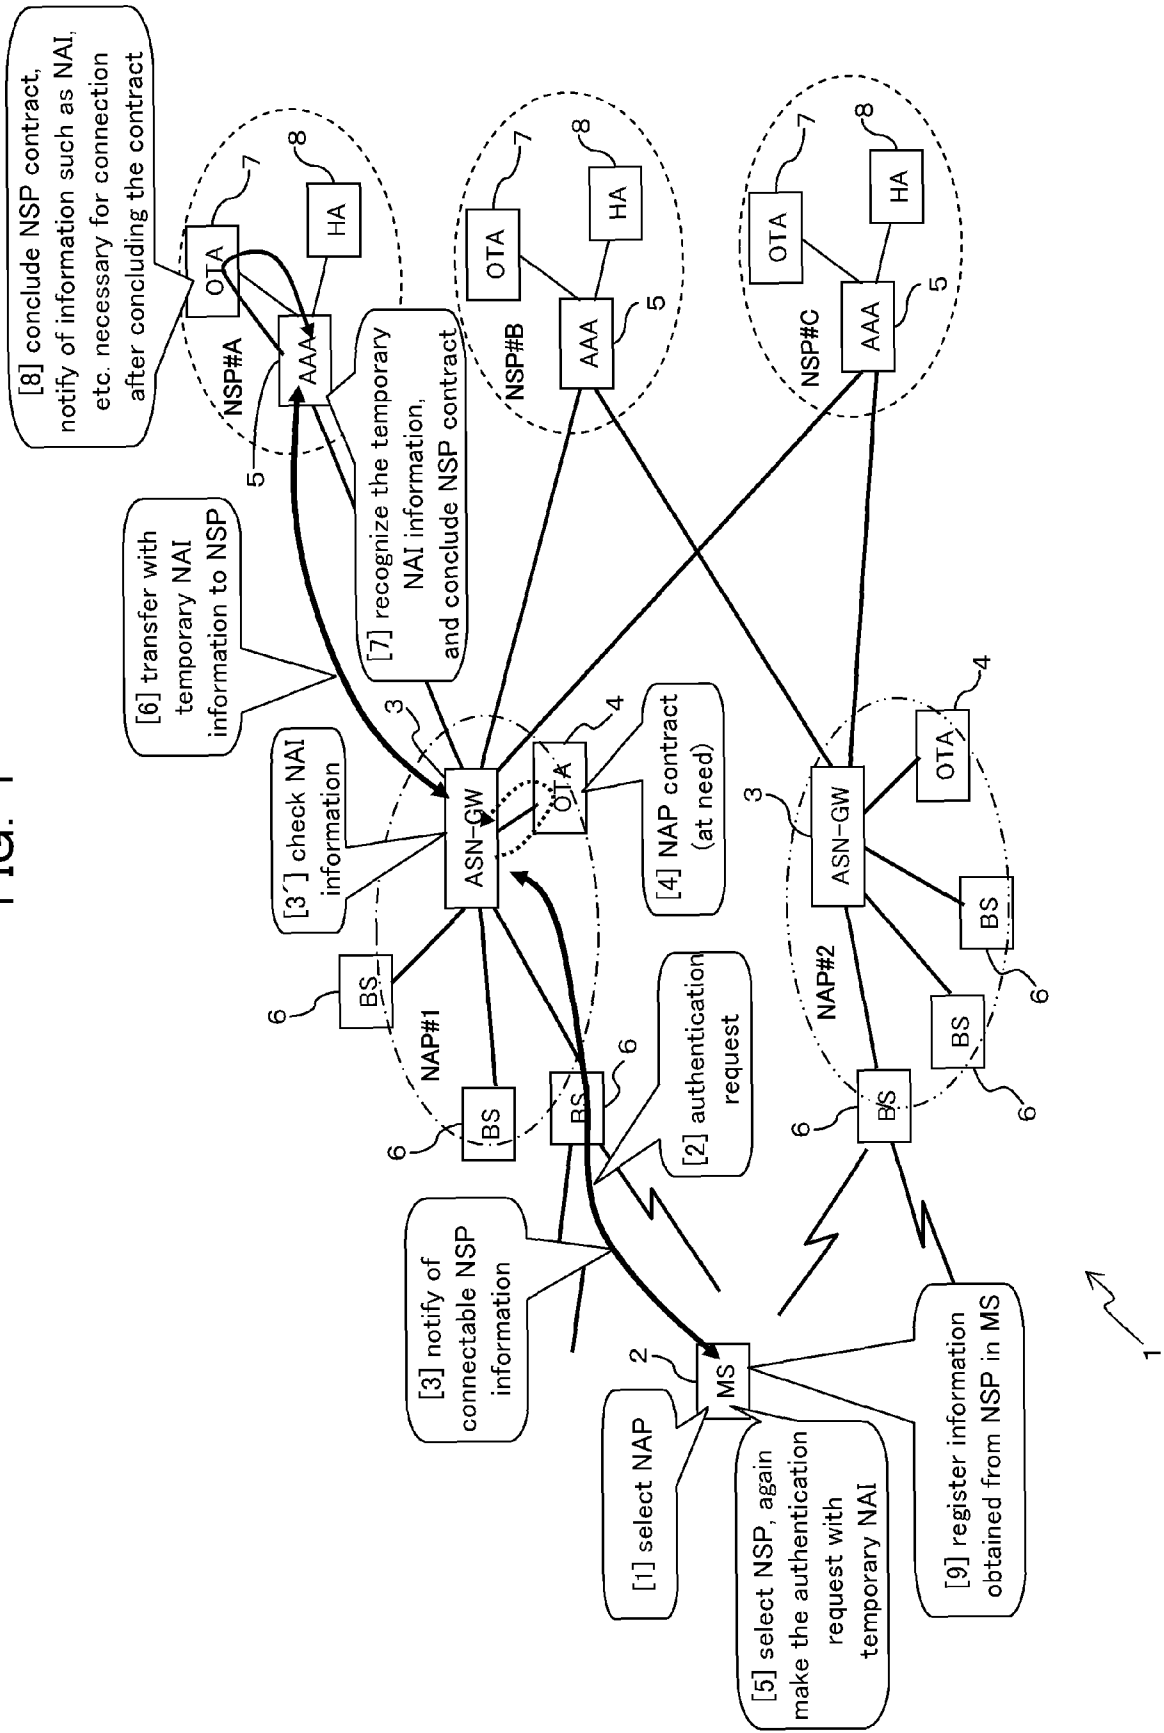 FIG. 1
[8] conclude NSP contract,
notify of information such as NAI,
etc. necessary for connection
after concluding the contract
[6] transfer with
temporary NAI
information to NSP
[3´] check NAI
information
[3] notify of
connectable NSP
information
[1] select NAP
[5] select NSP, again
make the authentication
request with
temporary NAI
[9] register information
obtained from NSP in MS
[2] authentication
request
[4] NAP contract
(at need)
[7] recognize the temporary
NAI information,
and conclude NSP contract
NSP#A
OTA
7
HA
8
AAA
5
NSP#B
OTA
7
HA
8
AAA
5
NSP#C
OTA
7
HA
8
AAA
5
NAP#1
ASN-GW
3
OTA
4
BS
6
BS
6
BS
6
NAP#2
ASN-GW
3
OTA
4
BS
6
BS
6
BS
6
MS
2
1